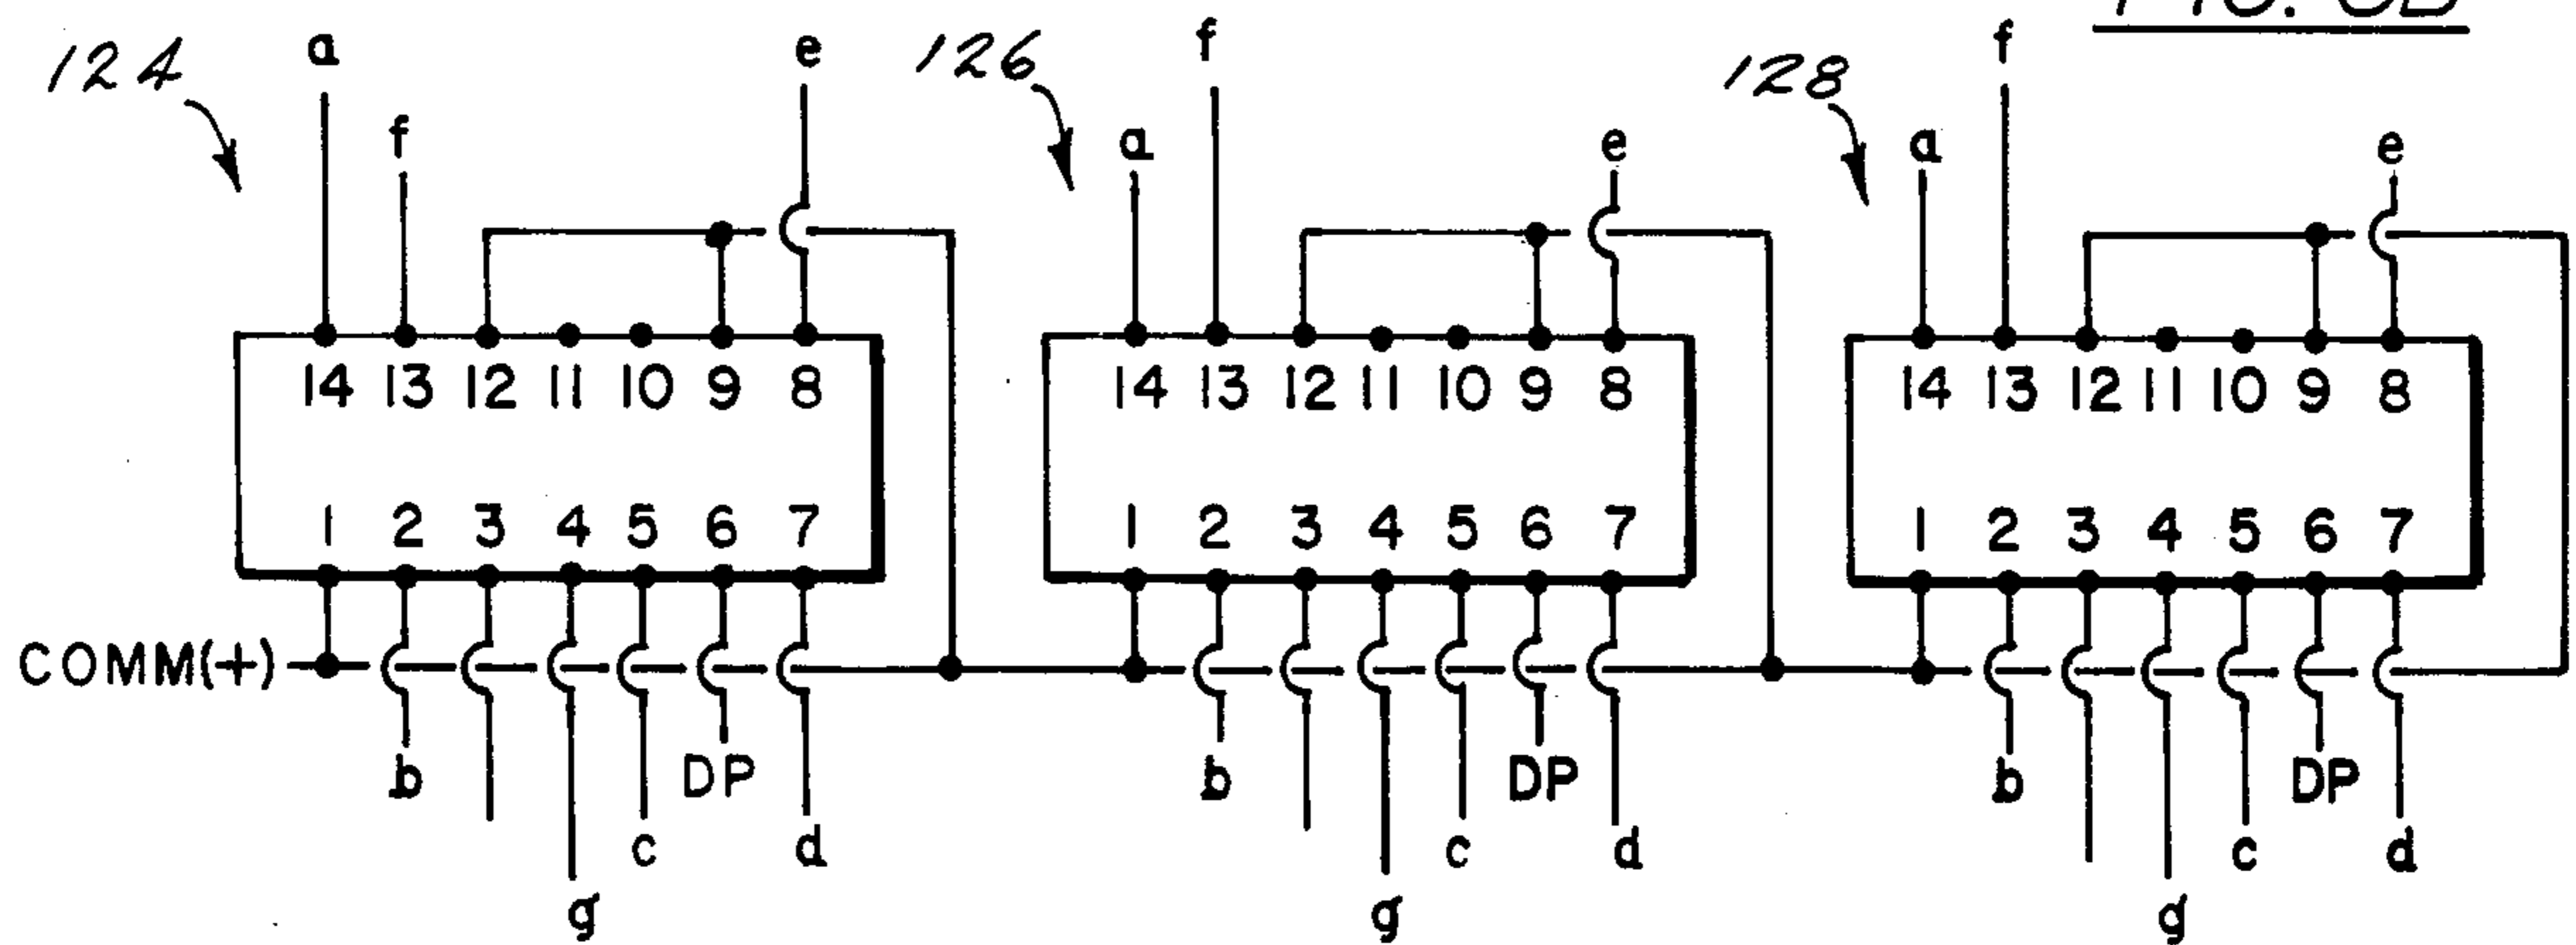 124 a f e 126 a f e 128 a f e
14 13 12 11 10 9 8 14 13 12 11 10 9 8 14 13 12 11 10 9 8
1 2 3 4 5 6 7 1 2 3 4 5 6 7 1 2 3 4 5 6 7
COMM(+)
b DP b DP b DP
c d c d c d
g g g